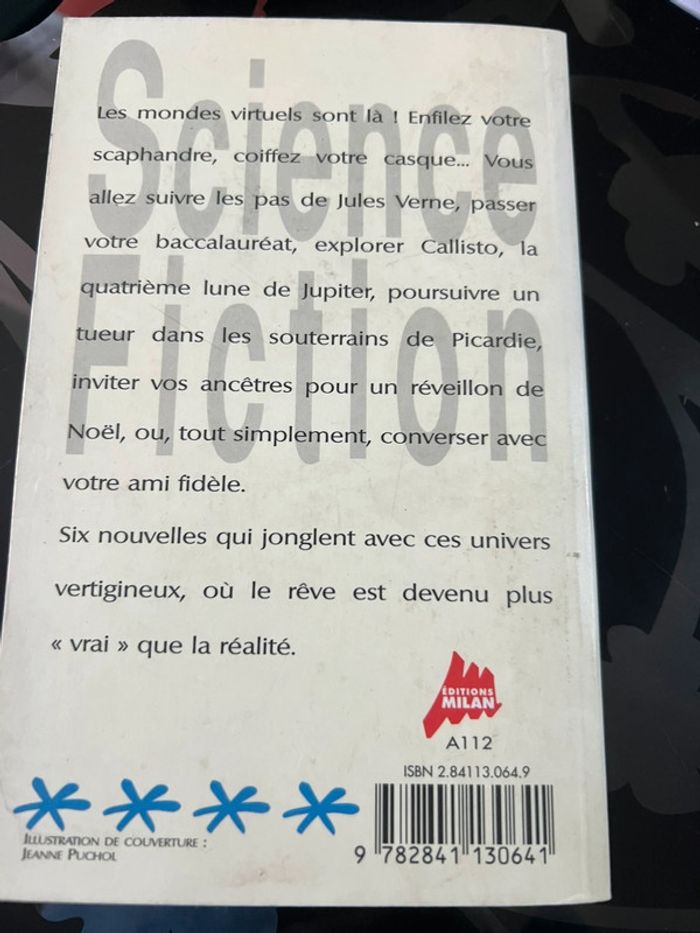 Science
Fiction
Les mondes virtuels sont là ! Enfilez votre
scaphandre, coiffez votre casque... Vous
allez suivre les pas de Jules Verne, passer
votre baccalauréat, explorer Callisto, la
quatrième lune de Jupiter, poursuivre un
tueur dans les souterrains de Picardie,
inviter vos ancêtres pour un réveillon de
Noël, ou, tout simplement, converser avec
votre ami fidèle.
Six nouvelles qui jonglent avec ces univers
vertigineux, où le rêve est devenu plus
« vrai » que la réalité.
ÉDITIONS
MILAN
A112
ISBN 2.84113.064.9
ILLUSTRATION DE COUVERTURE :
JEANNE PUCHOL
9 782841 130641